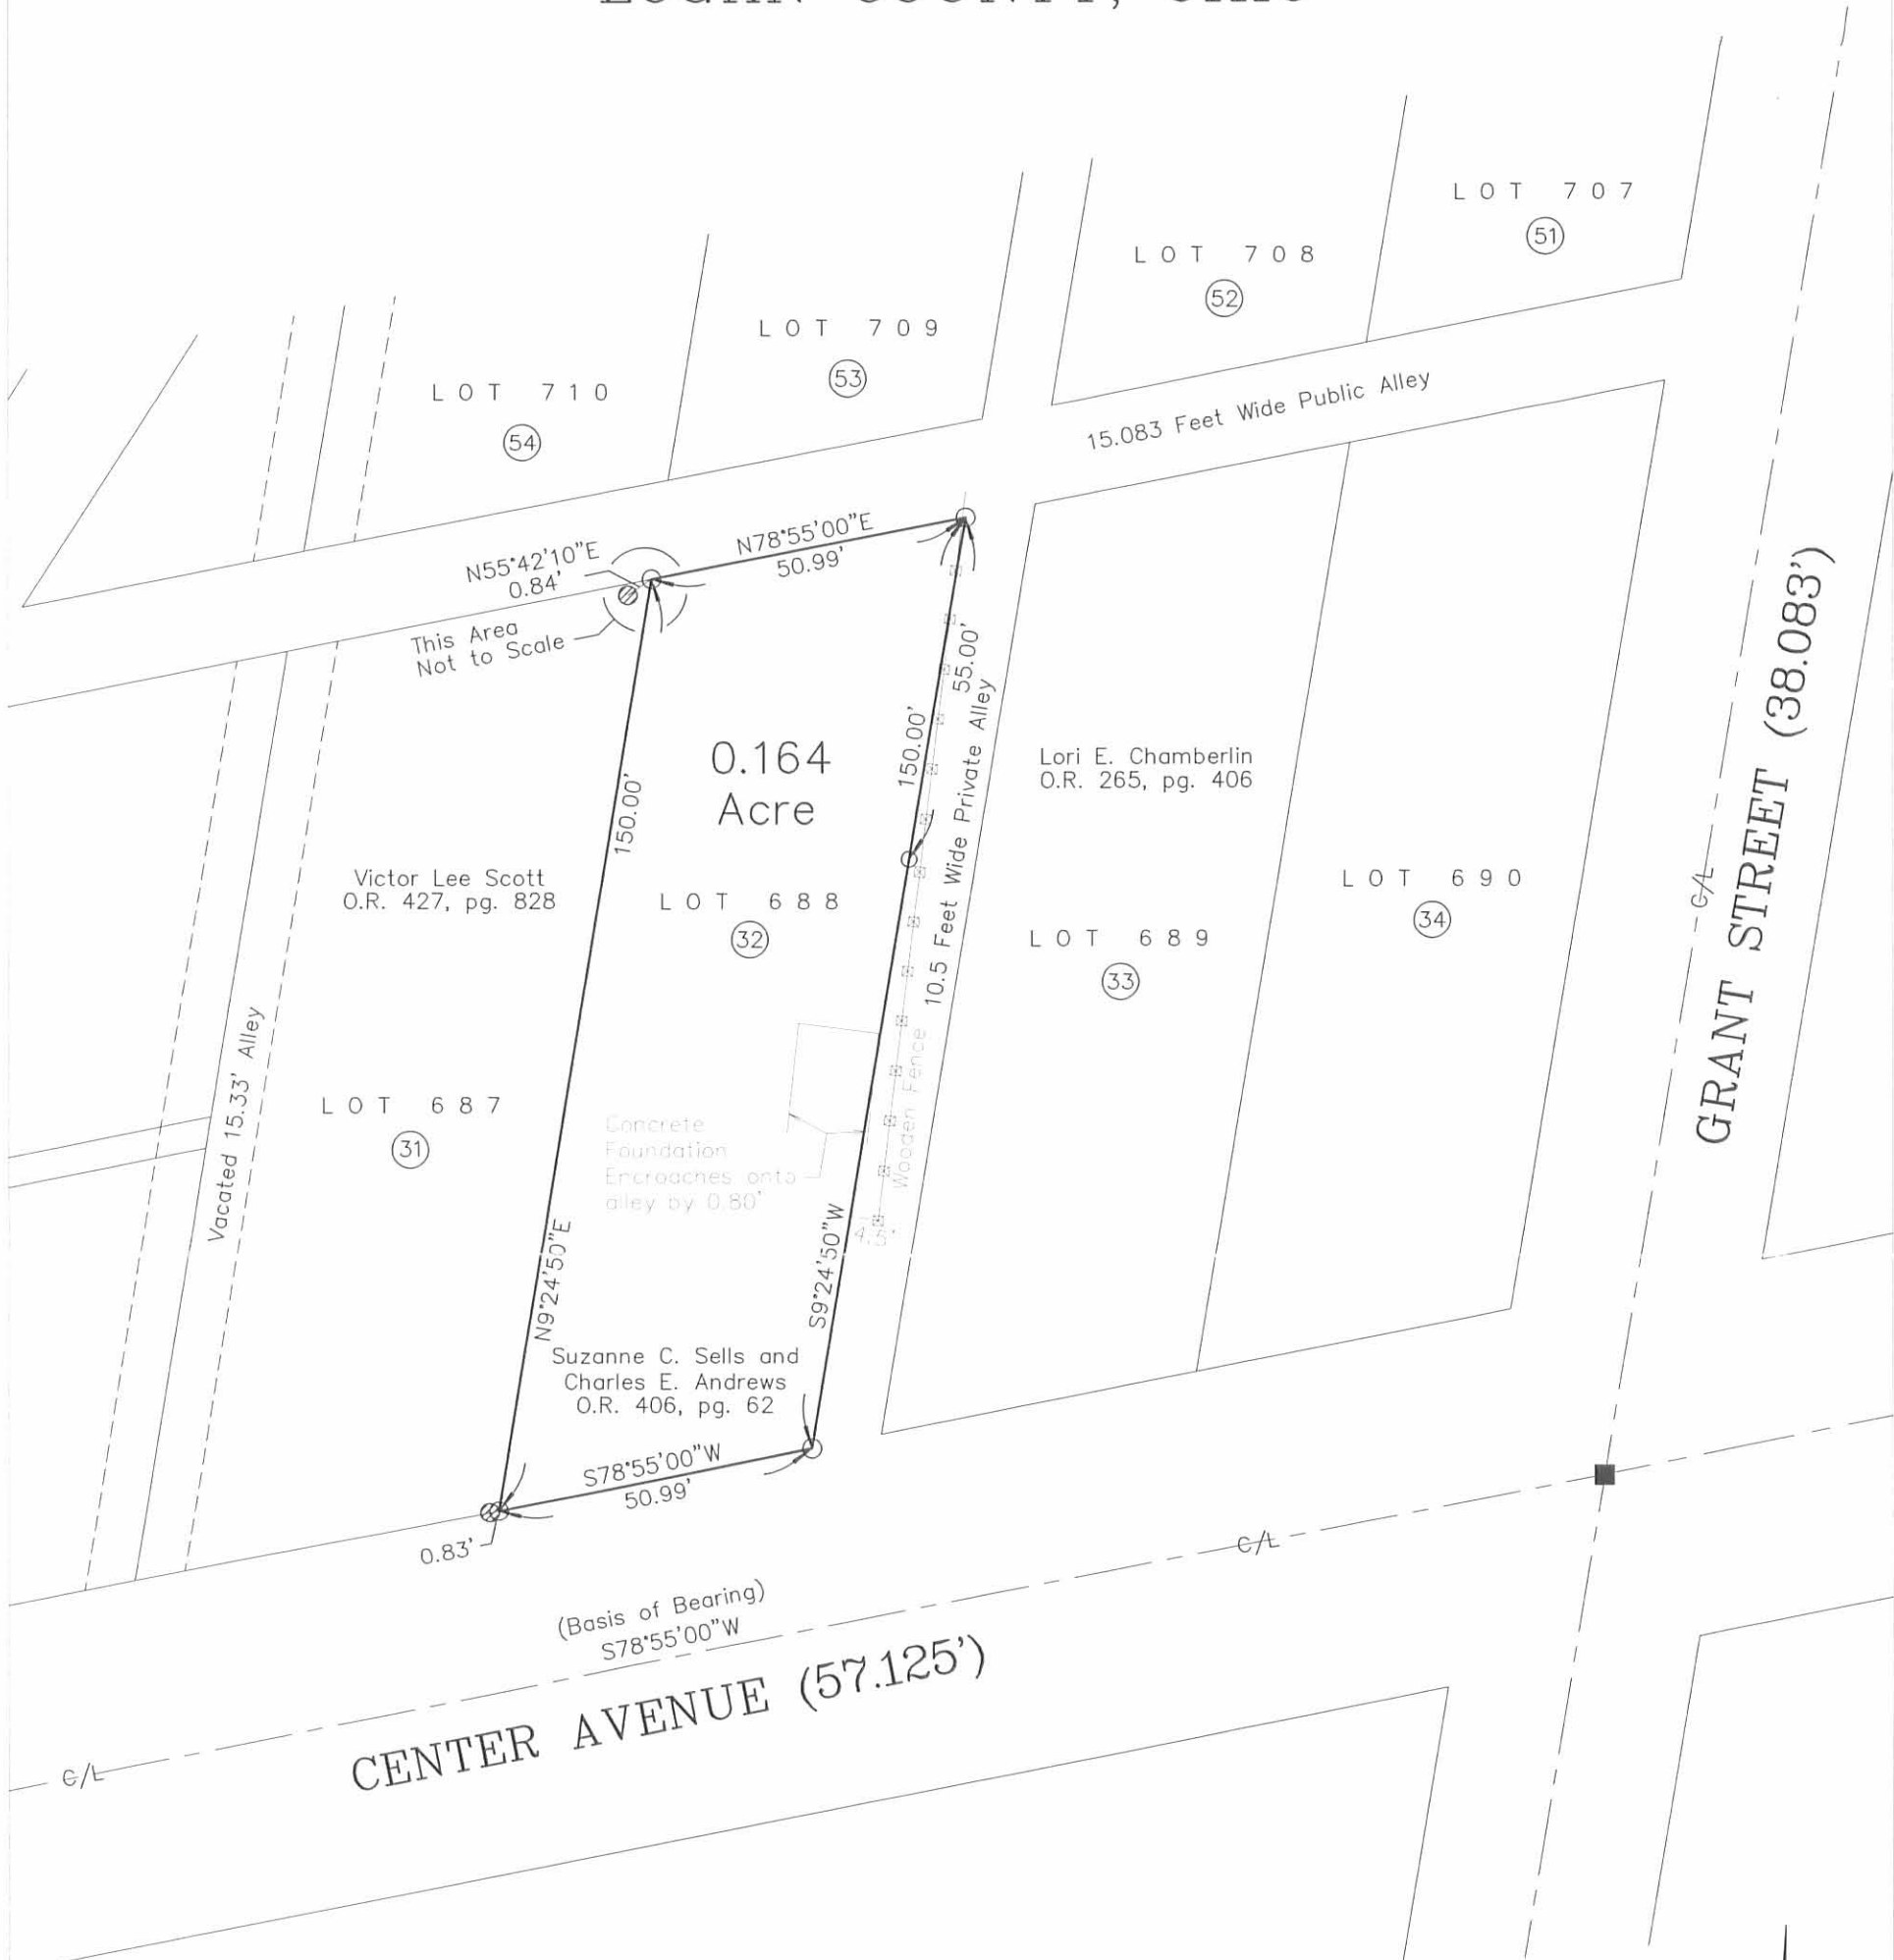 LOGAN COUNTY, OHIO
LOT 707
51
LOT 708
52
LOT 709
53
LOT 710
54
15.083 Feet Wide Public Alley
N78°55'00"E
50.99'
N55°42'10"E
0.84'
This Area
Not to Scale
55.00'
150.00'
10.5 Feet Wide Private Alley
0.164
Acre
150.00'
Lori E. Chamberlin
O.R. 265, pg. 406
GRANT STREET (38.083')
C/L
Victor Lee Scott
O.R. 427, pg. 828
LOT 688
32
LOT 690
34
LOT 689
33
Vacated 15.33' Alley
LOT 687
31
Wooden Fence
Concrete
Foundation
Encroaches onto
alley by 0.80'
4.5'
N9°24'50"E
S9°24'50"W
Suzanne C. Sells and
Charles E. Andrews
O.R. 406, pg. 62
S78°55'00"W
50.99'
0.83'
C/L
(Basis of Bearing)
S78°55'00"W
CENTER AVENUE (57.125')
C/L